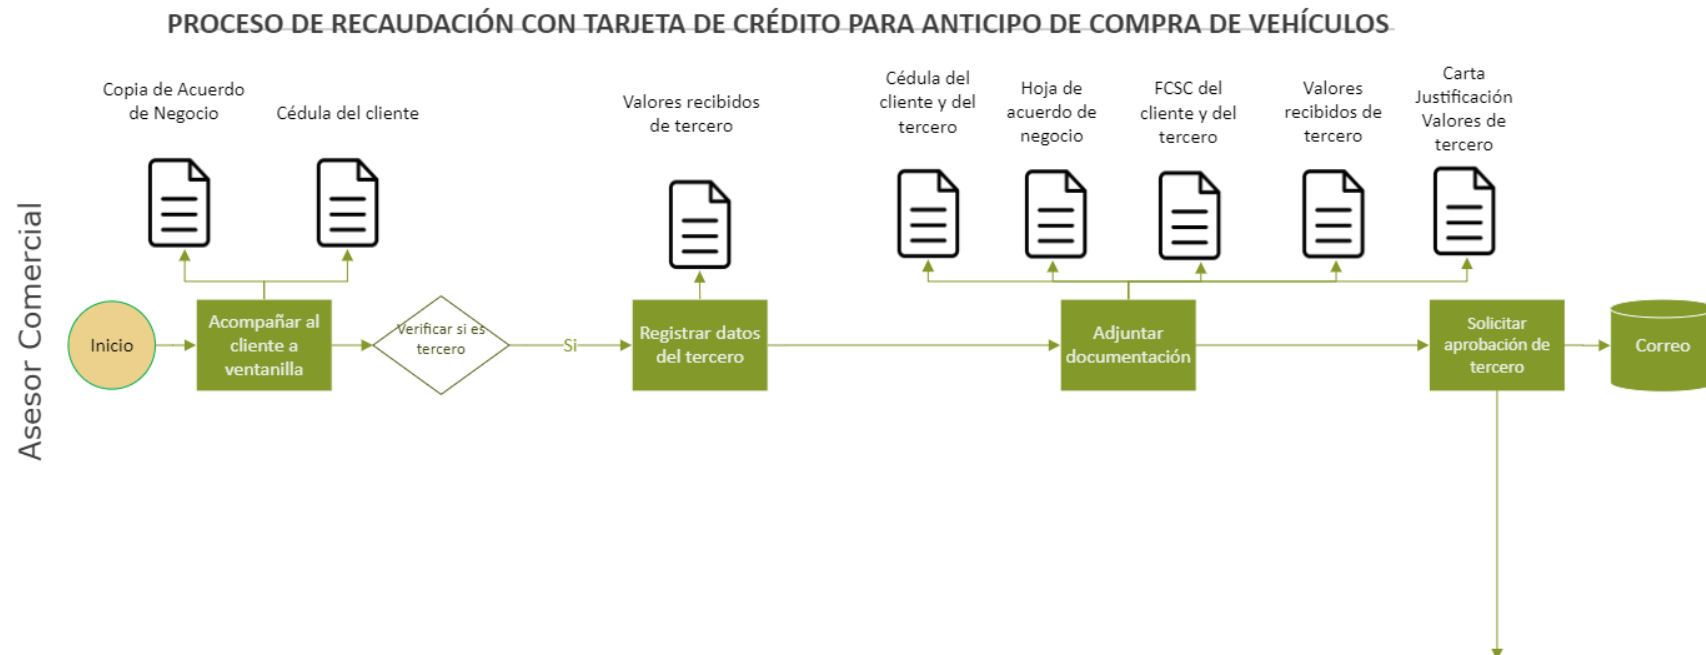 PROCESO DE RECAUDACIÓN CON TARJETA DE CRÉDITO PARA ANTICIPO DE COMPRA DE VEHÍCULOS
Copia de Acuerdo
de Negocio
Cédula del cliente
Valores recibidos
de tercero
Cédula del
cliente y del
tercero
Hoja de
acuerdo de
negocio
FCSC del
cliente y del
tercero
Valores
recibidos de
tercero
Carta
Justificación
Valores de
tercero
Asesor Comercial
Inicio
Acompañar al
cliente a
ventanilla
Verificar si es
tercero
Si
Registrar datos
del tercero
Adjuntar
documentación
Solicitar
aprobación de
tercero
Correo